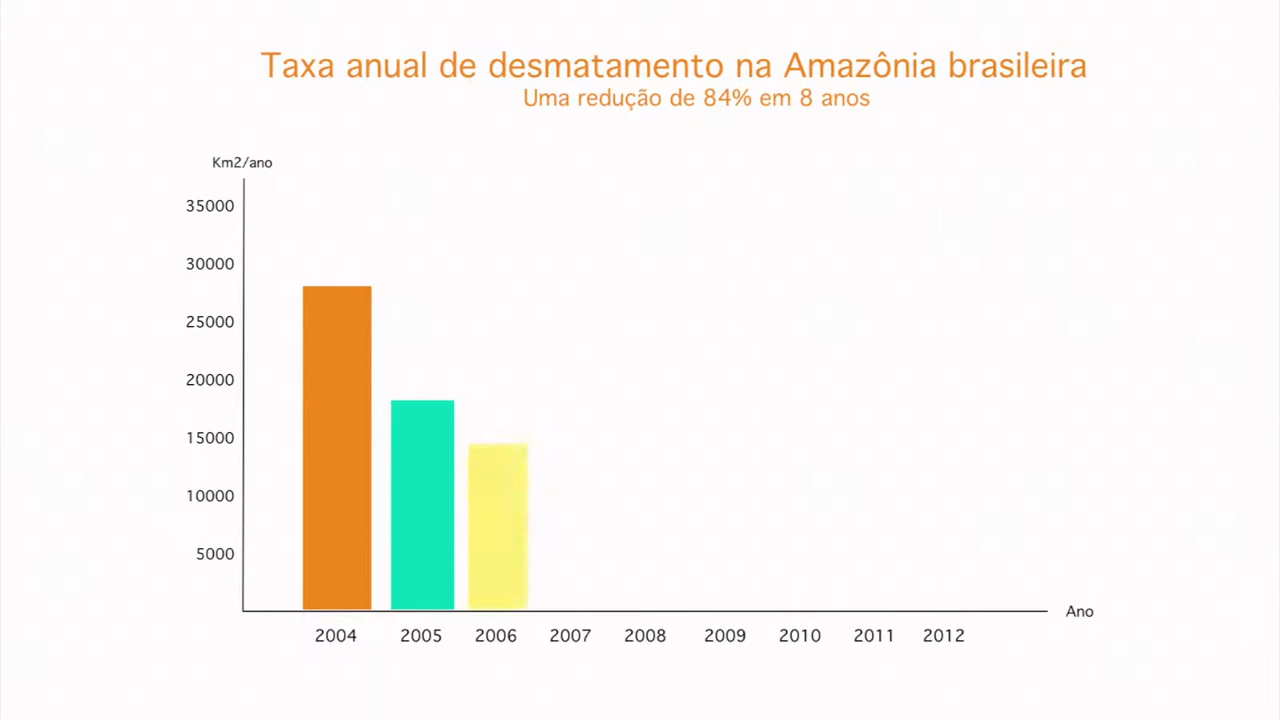 Taxa anual de desmatamento na Amazônia brasileira
Uma redução de 84% em 8 anos
Km2/ano
35000
30000
25000
20000
15000
10000
5000
Ano
2004 2005 2006 2007 2008 2009 2010 2011 2012